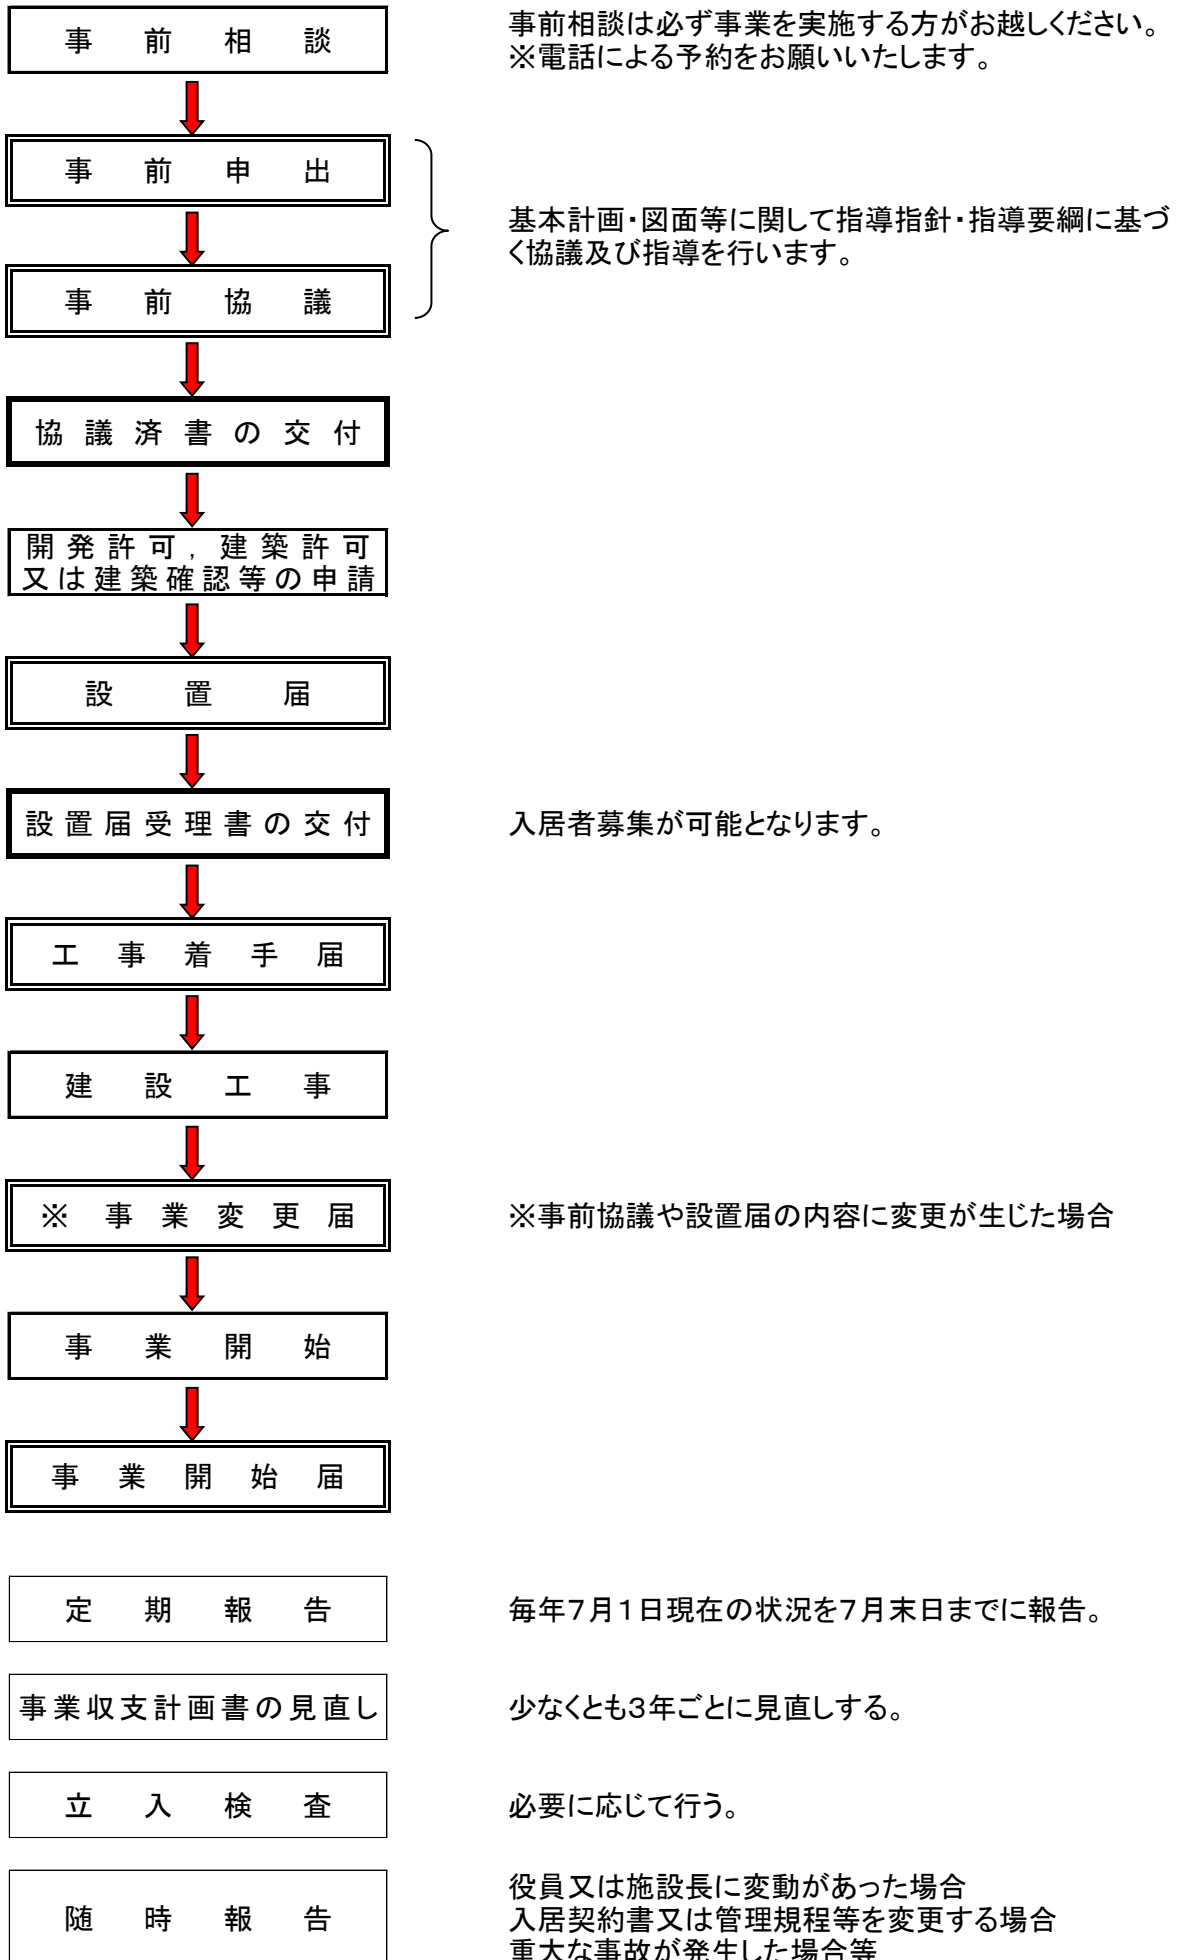 事前相談
事前相談は必ず事業を実施する方がお越しください。
※電話による予約をお願いいたします。
事前申出
基本計画・図面等に関して指導指針・指導要綱に基づ
く協議及び指導を行います。
事前協議
協議済書の交付
開発許可，建築許可
又は建築確認等の申請
設置届
設置届受理書の交付
入居者募集が可能となります。
工事着手届
建設工事
※事業変更届
※事前協議や設置届の内容に変更が生じた場合
事業開始
事業開始届
定期報告
毎年７月１日現在の状況を７月末日までに報告。
事業収支計画書の見直し
少なくとも３年ごとに見直しする。
立入検査
必要に応じて行う。
随時報告
役員又は施設長に変動があった場合
入居契約書又は管理規程等を変更する場合
重大な事故が発生した場合等